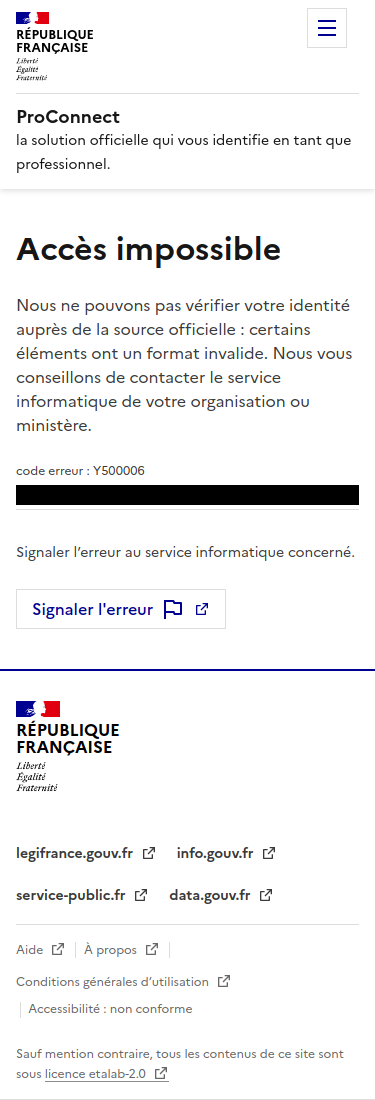 RÉPUBLIQUE
FRANÇAISE
Liberté
Égalité
Fraternité
ProConnect
la solution officielle qui vous identifie en tant que
professionnel.
Accès impossible
Nous ne pouvons pas vérifier votre identité
auprès de la source officielle : certains
éléments ont un format invalide. Nous vous
conseillons de contacter le service
informatique de votre organisation ou
ministère.
code erreur : Y500006
Signaler l’erreur au service informatique concerné.
Signaler l'erreur
RÉPUBLIQUE
FRANÇAISE
Liberté
Égalité
Fraternité
legifrance.gouv.fr info.gouv.fr
service-public.fr data.gouv.fr
Aide À propos
Conditions générales d’utilisation
Accessibilité : non conforme
Sauf mention contraire, tous les contenus de ce site sont
sous licence etalab-2.0